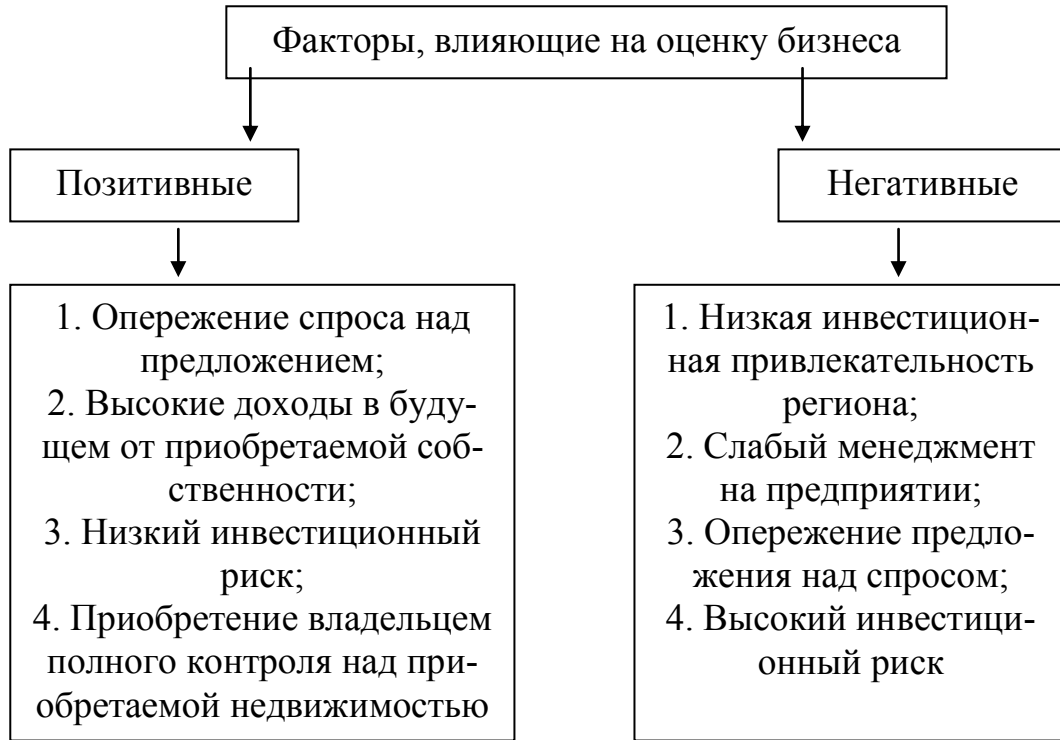 Факторы, влияющие на оценку бизнеса
Позитивные
Негативные
1. Опережение спроса над
предложением;
2. Высокие доходы в буду-
щем от приобретаемой соб-
ственности;
3. Низкий инвестиционный
риск;
4. Приобретение владельцем
полного контроля над при-
обретаемой недвижимостью
1. Низкая инвестицион-
ная привлекательность
региона;
2. Слабый менеджмент
на предприятии;
3. Опережение предло-
жения над спросом;
4. Высокий инвестици-
онный риск